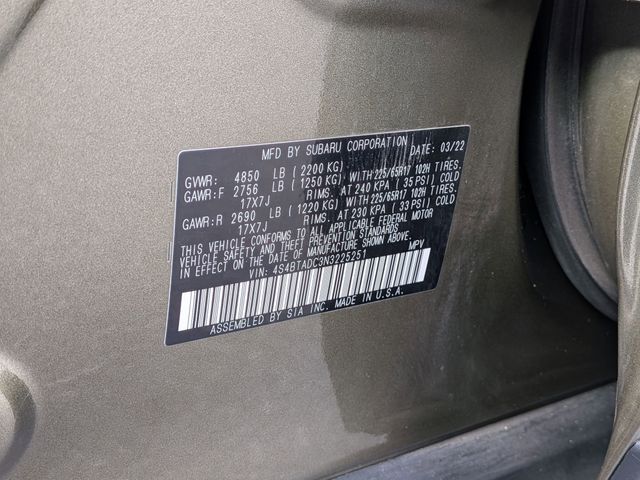 MFD BY SUBARU CORPORATION DATE: 03/22
GVWR: 4850 LB (2200 KG)
GAWR:F 2756 LB (1250 KG) WITH 225/65R17 102H TIRES.
17X7J RIMS. AT 240 KPA (35 PSI) COLD
GAWR:R 2690 LB (1220 KG) WITH 225/65R17 102H TIRES.
17X7J RIMS. AT 230 KPA (33 PSI) COLD
THIS VEHICLE CONFORMS TO ALL APPLICABLE FEDERAL MOTOR
VEHICLE SAFETY, BUMPER, AND THEFT PREVENTION STANDARDS
IN EFFECT ON THE DATE OF MANUFACTURE SHOWN ABOVE.
VIN: 4S4BTADC3N3225251 MPV
ASSEMBLED BY SIA INC. MADE IN U.S.A.